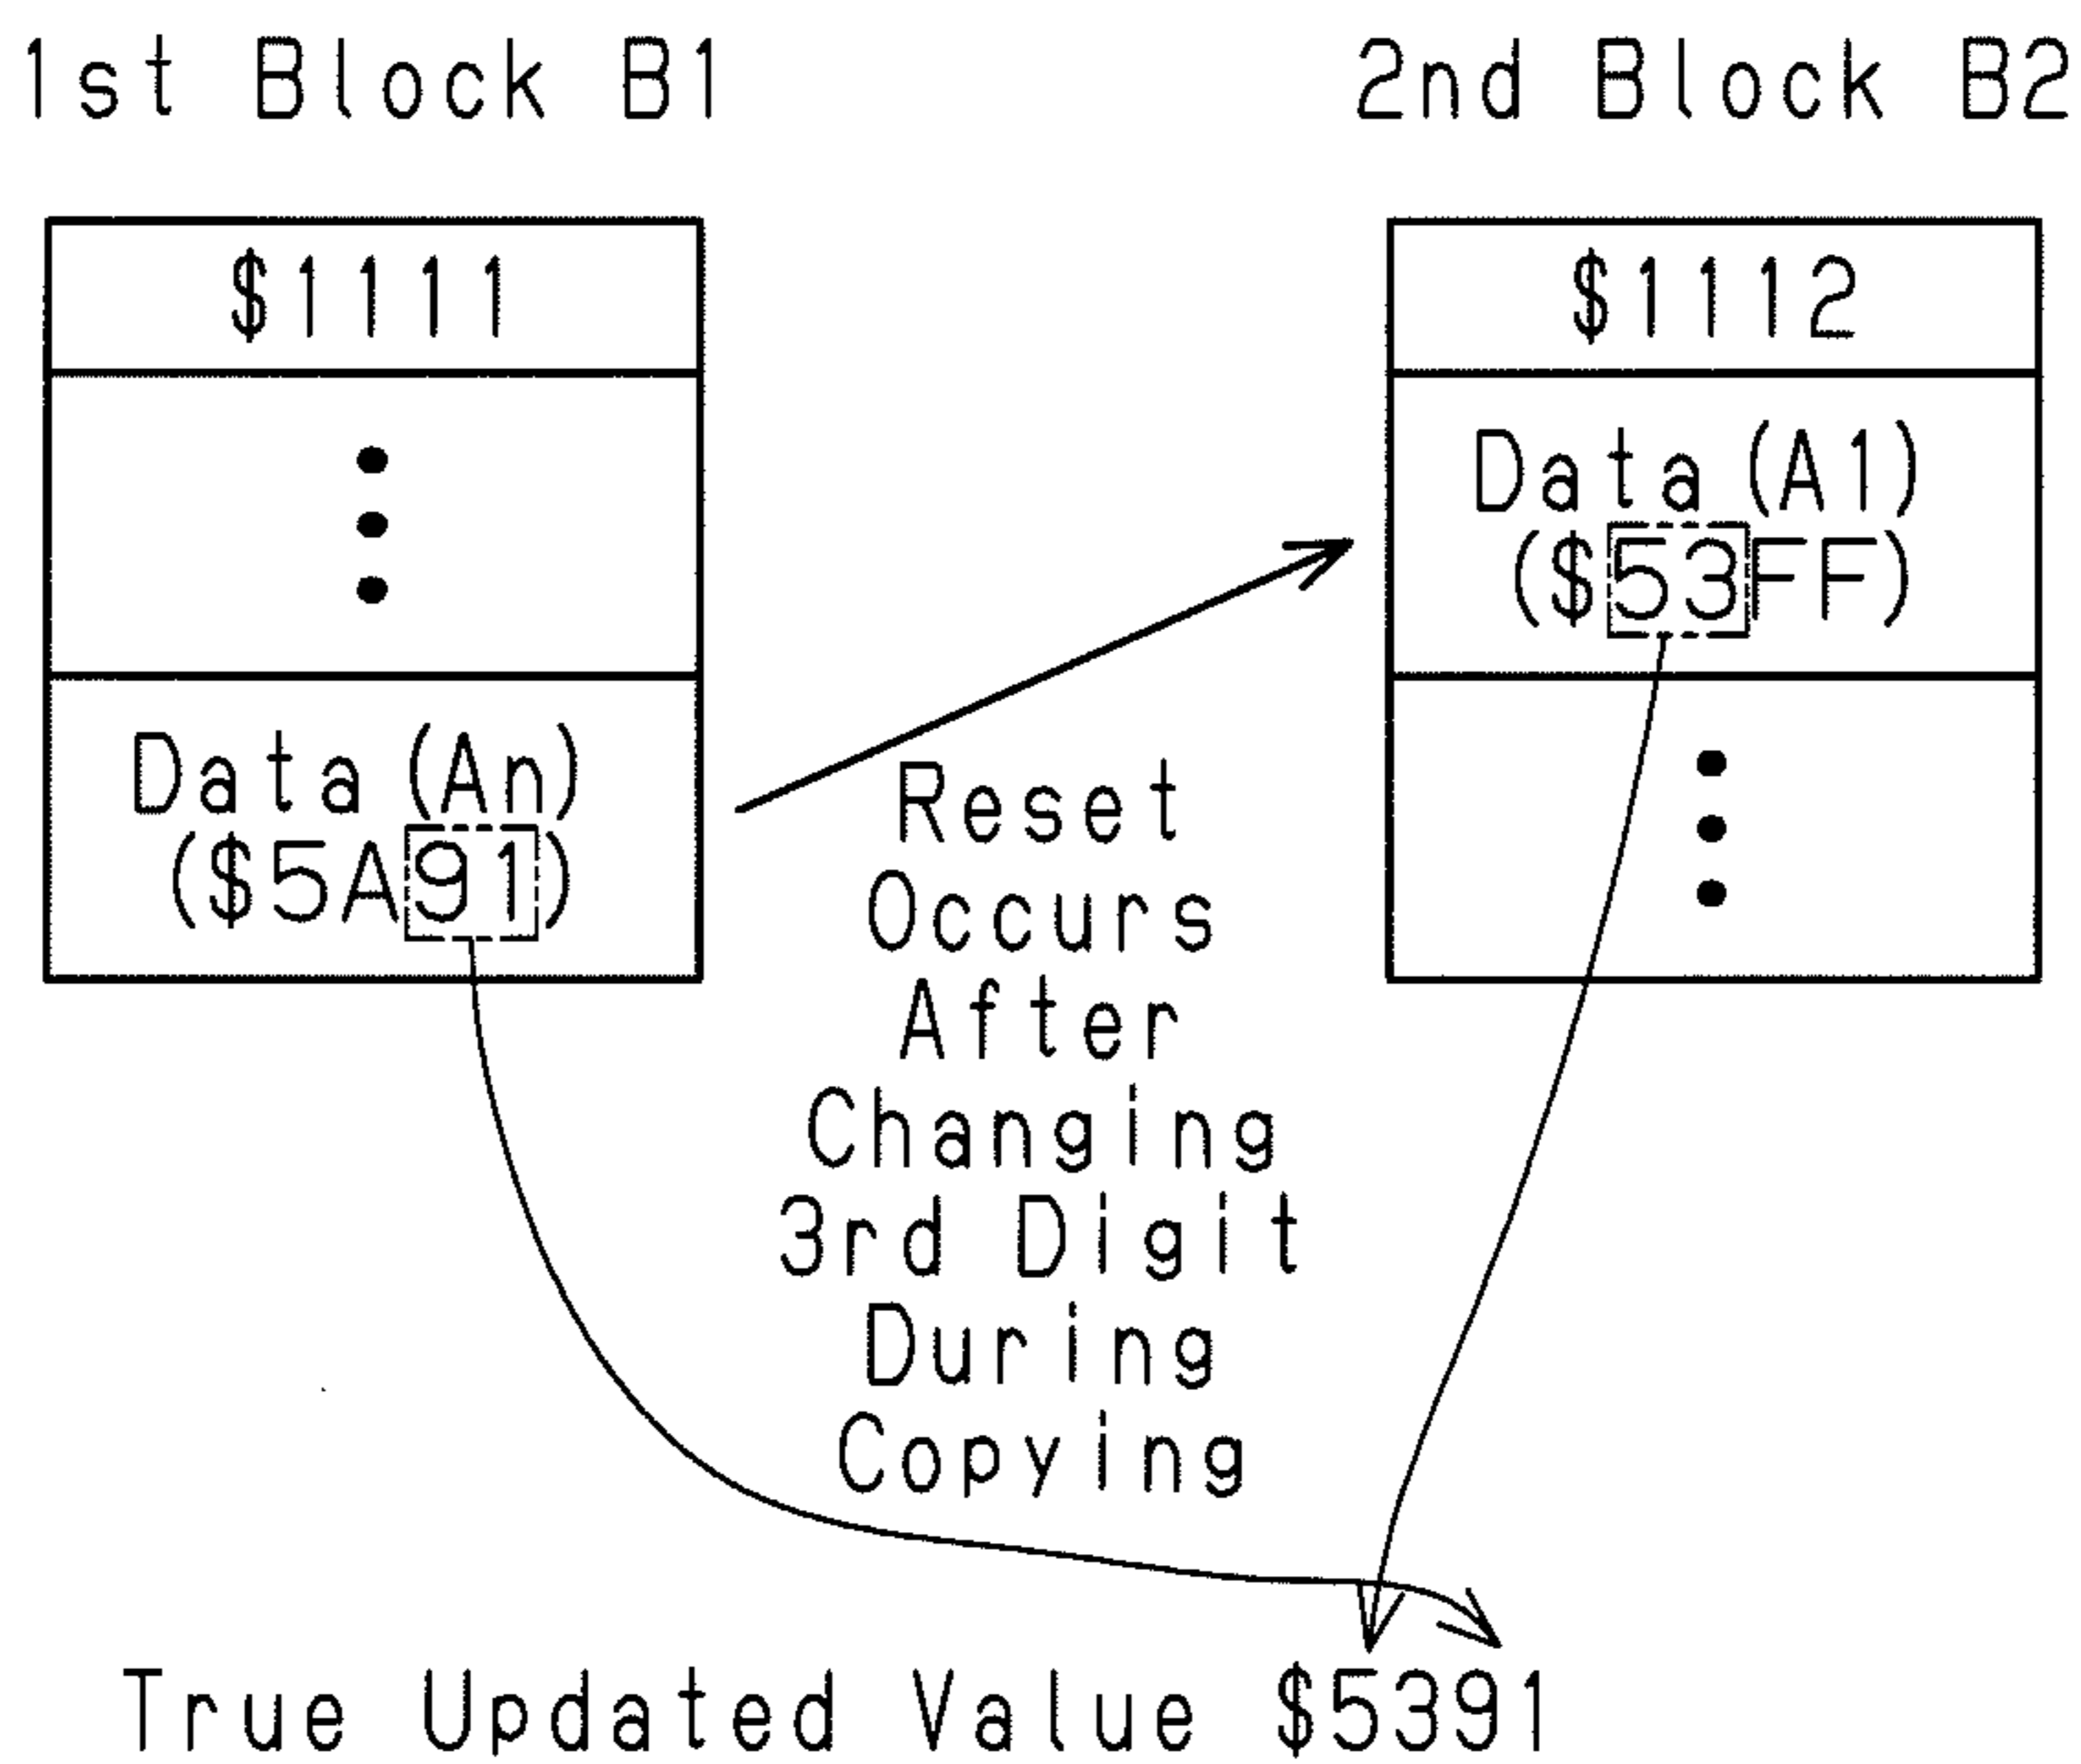 1st Block B1
2nd Block B2
$1111
Data(An)
($5A91)
$1112
Data(A1)
($53FF)
Reset
Occurs
After
Changing
3rd Digit
During
Copying
True Updated Value $5391